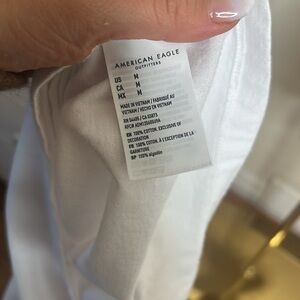 AMERICAN EAGLE
OUTFITTERS
US M
CA M
MX M
MADE IN VIETNAM / FABRIQUÉ AU
VIETNAM / HECHO EN VIETNAM
EN 100% COTTON. EXCLUSIVE OF
DECORATION
FR 100% COTON. À L'EXCEPTION DE LA
GARNITURE
SP 100% algodón